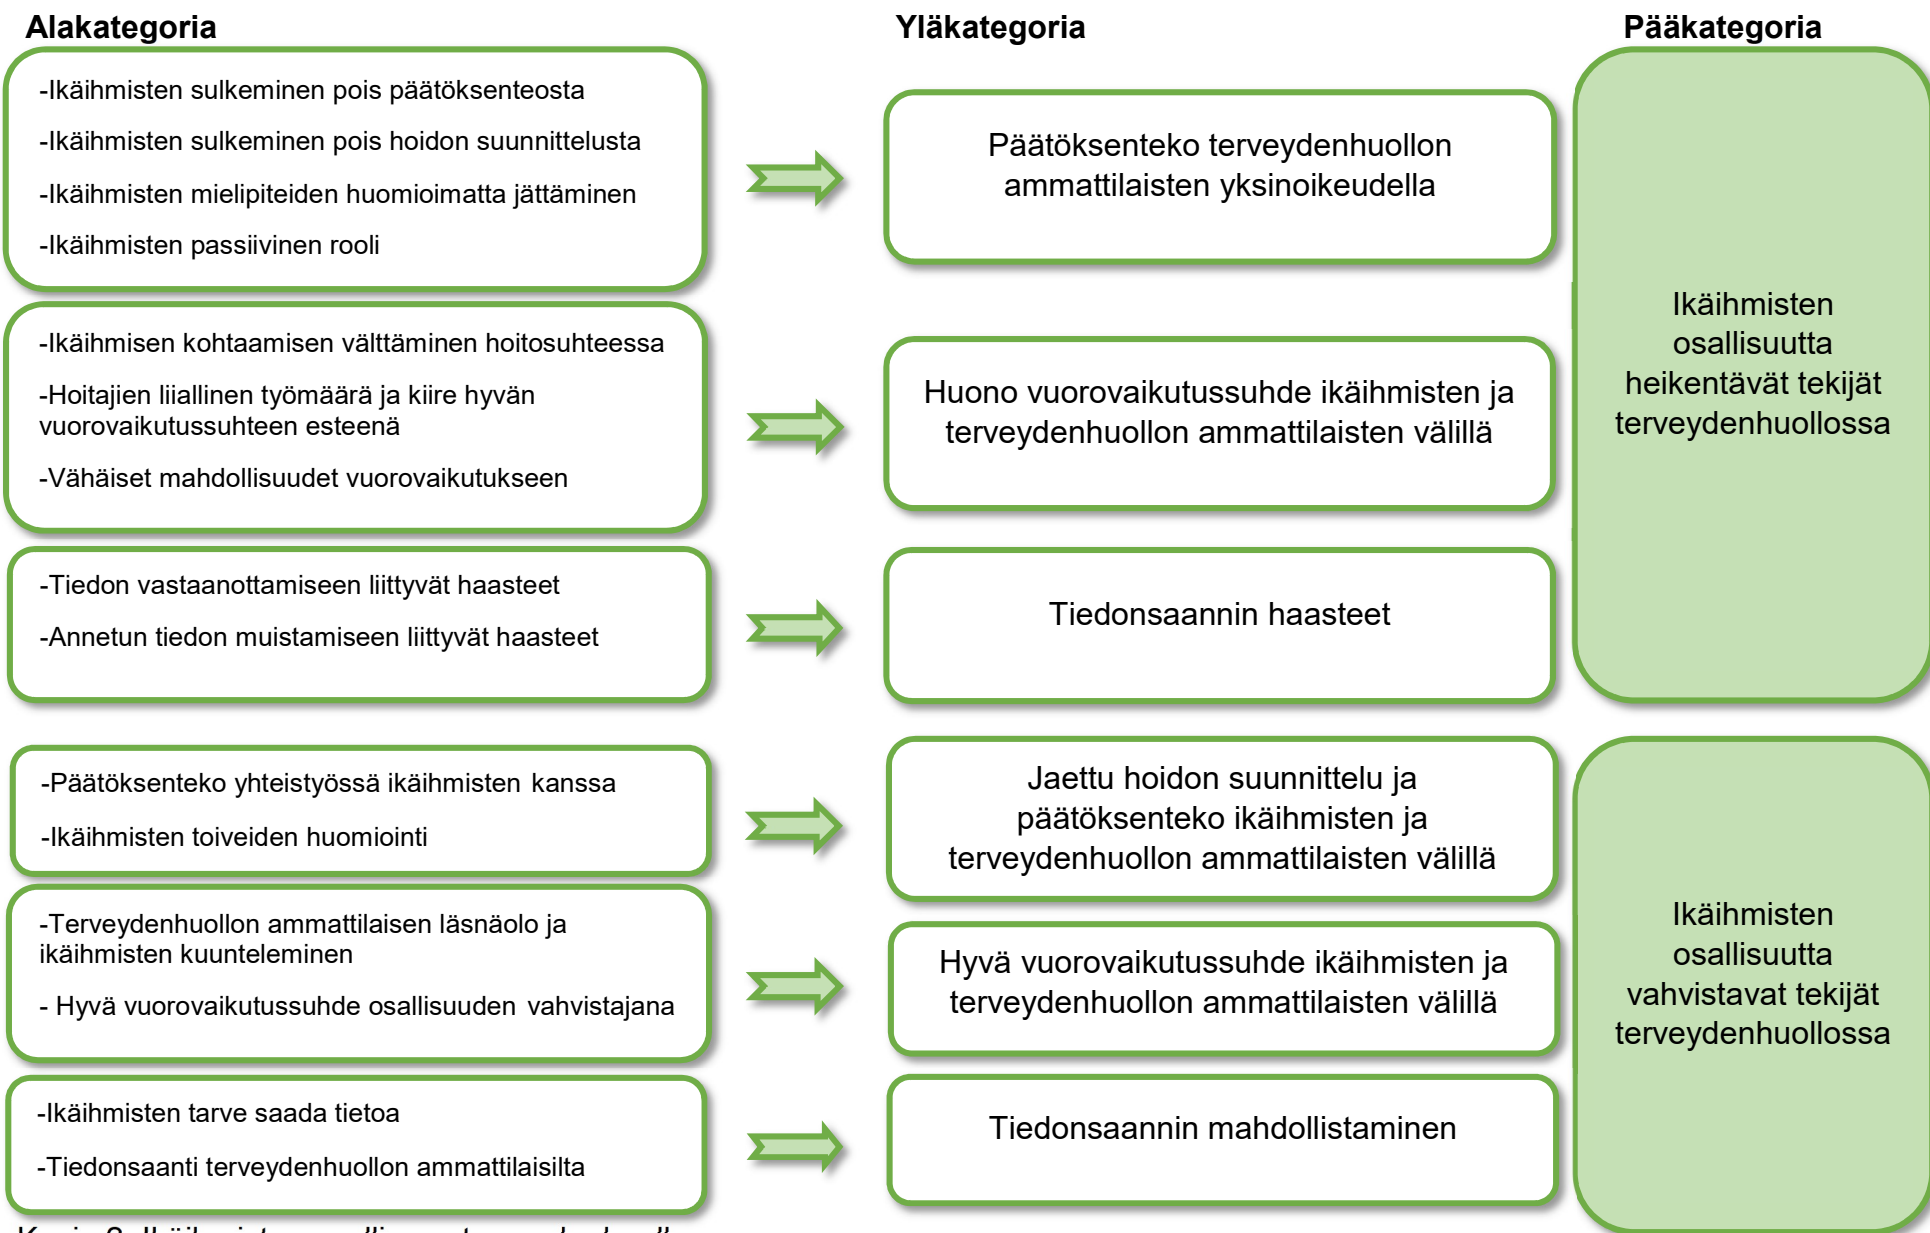 Alakategoria
Yläkategoria
Pääkategoria
-Ikäihmisten sulkeminen pois päätöksenteosta
-Ikäihmisten sulkeminen pois hoidon suunnittelusta
-Ikäihmisten mielipiteiden huomioimatta jättäminen
-Ikäihmisten passiivinen rooli
Päätöksenteko terveydenhuollon
ammattilaisten yksinoikeudella
-Ikäihmisen kohtaamisen välttäminen hoitosuhteessa
-Hoitajien liiallinen työmäärä ja kiire hyvän
vuorovaikutussuhteen esteenä
-Vähäiset mahdollisuudet vuorovaikutukseen
Huono vuorovaikutussuhde ikäihmisten ja
terveydenhuollon ammattilaisten välillä
-Tiedon vastaanottamiseen liittyvät haasteet
-Annetun tiedon muistamiseen liittyvät haasteet
Tiedonsaannin haasteet
Ikäihmisten
osallisuutta
heikentävät tekijät
terveydenhuollossa
-Päätöksenteko yhteistyössä ikäihmisten kanssa
-Ikäihmisten toiveiden huomiointi
Jaettu hoidon suunnittelu ja
päätöksenteko ikäihmisten ja
terveydenhuollon ammattilaisten välillä
-Terveydenhuollon ammattilaisen läsnäolo ja
ikäihmisten kuunteleminen
- Hyvä vuorovaikutussuhde osallisuuden vahvistajana
Hyvä vuorovaikutussuhde ikäihmisten ja
terveydenhuollon ammattilaisten välillä
-Ikäihmisten tarve saada tietoa
-Tiedonsaanti terveydenhuollon ammattilaisilta
Tiedonsaannin mahdollistaminen
Ikäihmisten
osallisuutta
vahvistavat tekijät
terveydenhuollossa